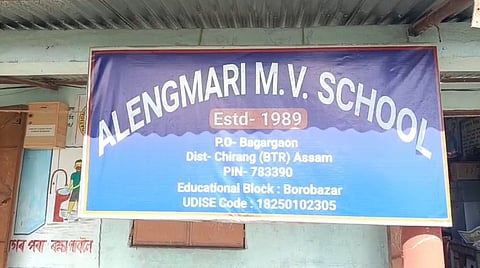 ALENGMARI M.V. SCHOOL
Estd- 1989
P.O- Bagargaon
Dist- Chirang (BTR) Assam
PIN- 783390
Educational Block : Borobazar
UDISE Code : 18250102305